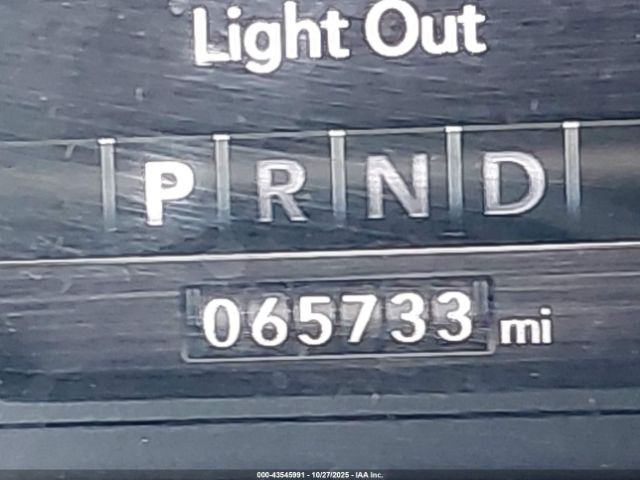 Light Out
P R N D
065733 mi
000-43545991 - 10/27/2025 - IAA Inc.